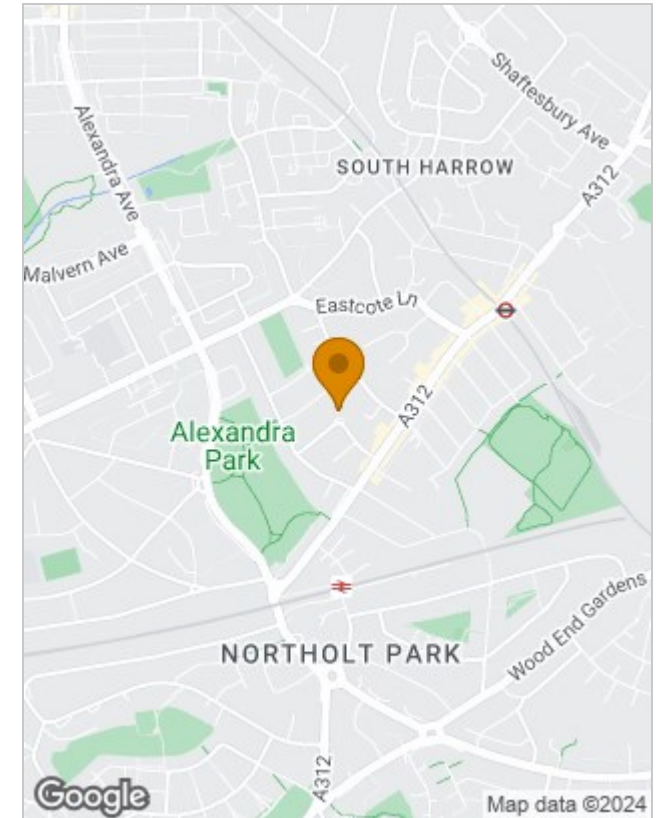 Shaftesbury Ave
Alexandra Ave
SOUTH HARROW
A312
Malvern Ave
Eastcote Ln
A312
Alexandra
Park
Wood End Gardens
NORTHOLT PARK
A312
Google
Map data ©2024